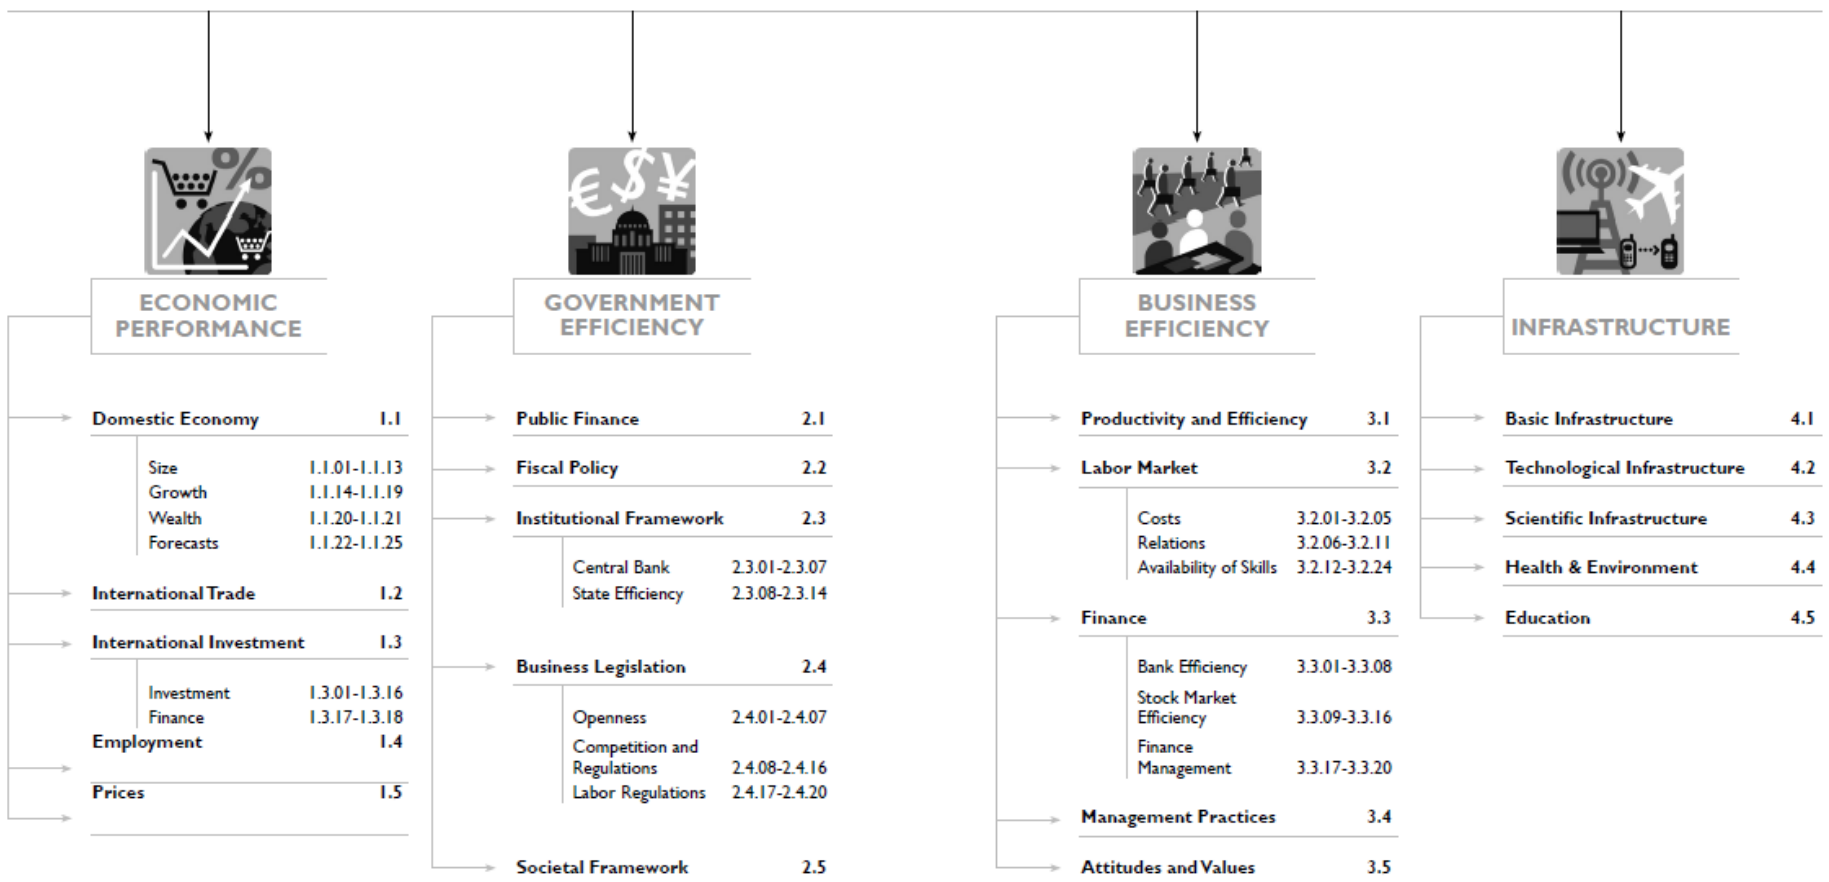 % 
€ $ ¥
ECONOMIC
PERFORMANCE
Domestic Economy 1.1
Size 1.1.01-1.1.13
Growth 1.1.14-1.1.19
Wealth 1.1.20-1.1.21
Forecasts 1.1.22-1.1.25
International Trade 1.2
International Investment 1.3
Investment 1.3.01-1.3.16
Finance 1.3.17-1.3.18
Employment 1.4
Prices 1.5
GOVERNMENT
EFFICIENCY
Public Finance 2.1
Fiscal Policy 2.2
Institutional Framework 2.3
Central Bank 2.3.01-2.3.07
State Efficiency 2.3.08-2.3.14
Business Legislation 2.4
Openness 2.4.01-2.4.07
Competition and
Regulations 2.4.08-2.4.16
Labor Regulations 2.4.17-2.4.20
Societal Framework 2.5
BUSINESS
EFFICIENCY
Productivity and Efficiency 3.1
Labor Market 3.2
Costs 3.2.01-3.2.05
Relations 3.2.06-3.2.11
Availability of Skills 3.2.12-3.2.24
Finance 3.3
Bank Efficiency 3.3.01-3.3.08
Stock Market
Efficiency 3.3.09-3.3.16
Finance
Management 3.3.17-3.3.20
Management Practices 3.4
Attitudes and Values 3.5
INFRASTRUCTURE
Basic Infrastructure 4.1
Technological Infrastructure 4.2
Scientific Infrastructure 4.3
Health & Environment 4.4
Education 4.5